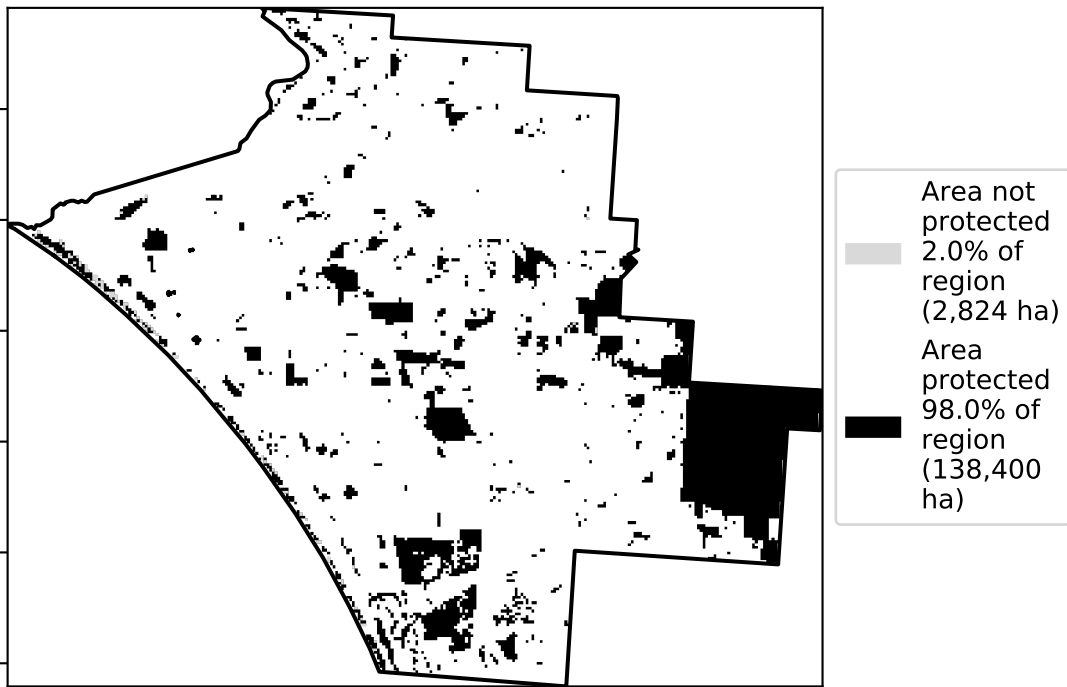 Area not
protected
2.0% of
region
(2,824 ha)
Area
protected
98.0% of
region
(138,400
ha)